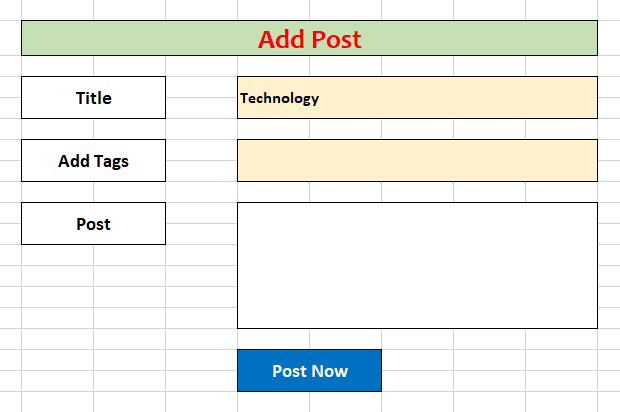 Add Post
Title
Technology
Add Tags
Post
Post Now